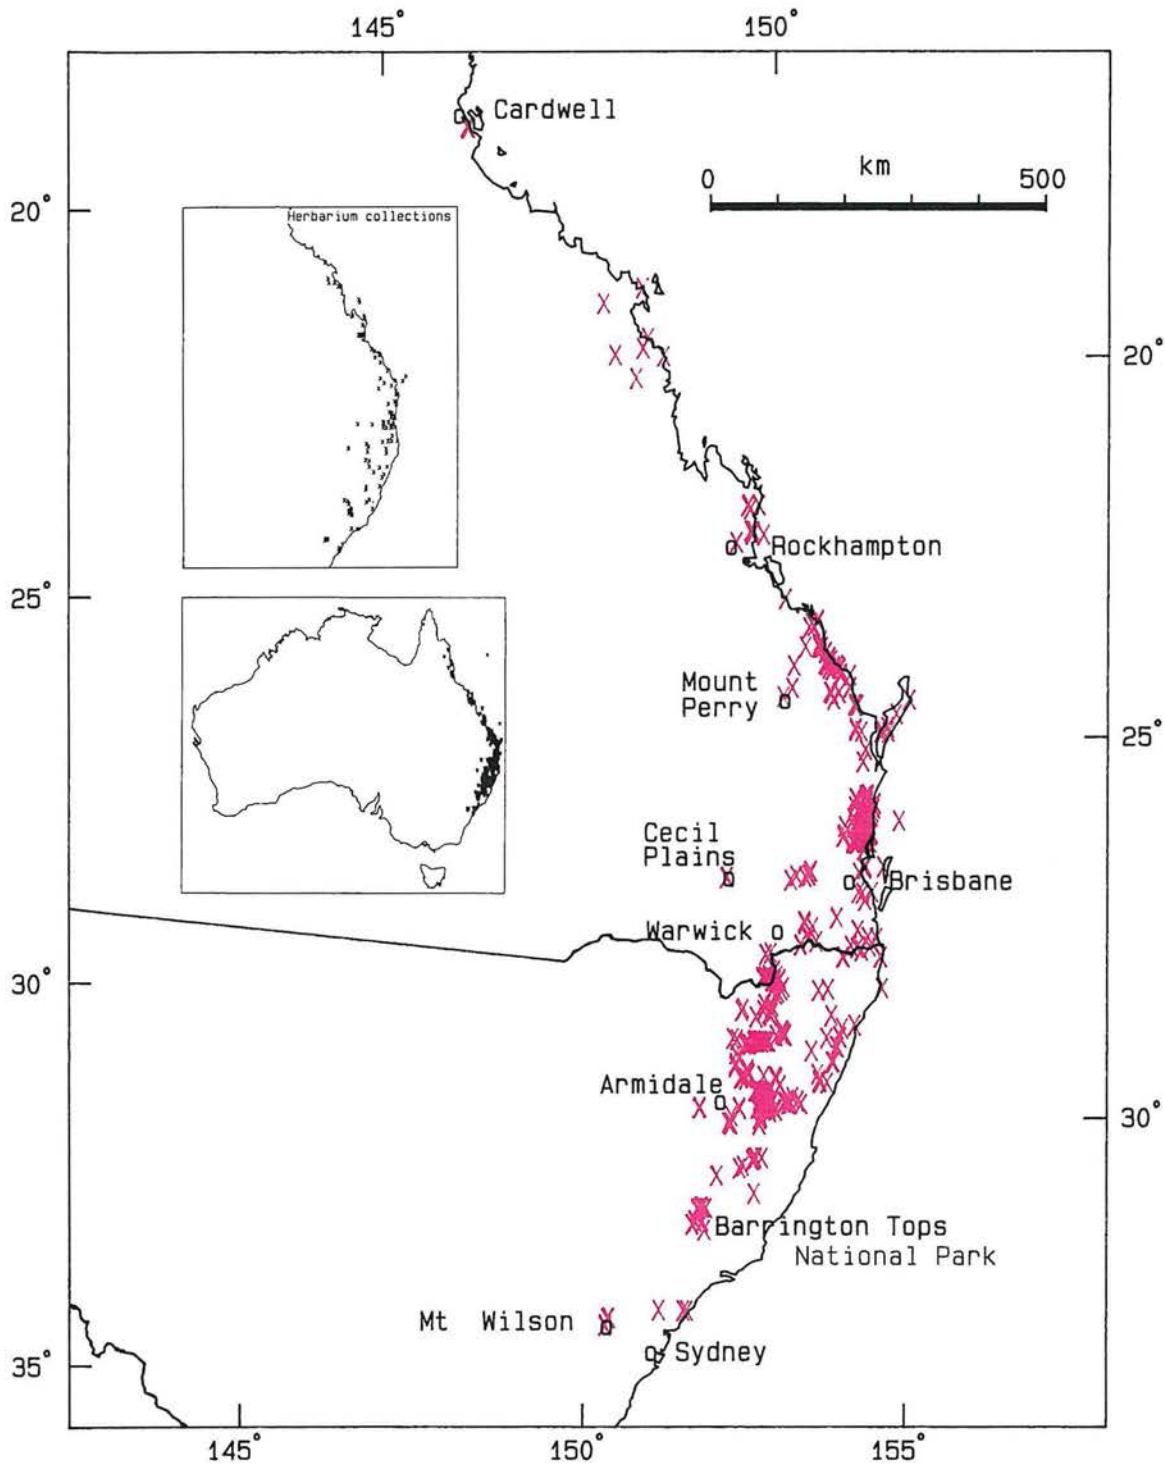 145° 150°
Cardwell
km
0 500
20°
Herbarium collections
20°
Rockhampton
25°
Mount
Perry
25°
Cecil
Plains
Brisbane
Warwick
30°
Armidale
30°
Barrington Tops
National Park
Mt Wilson
Sydney
35°
145° 150° 155°